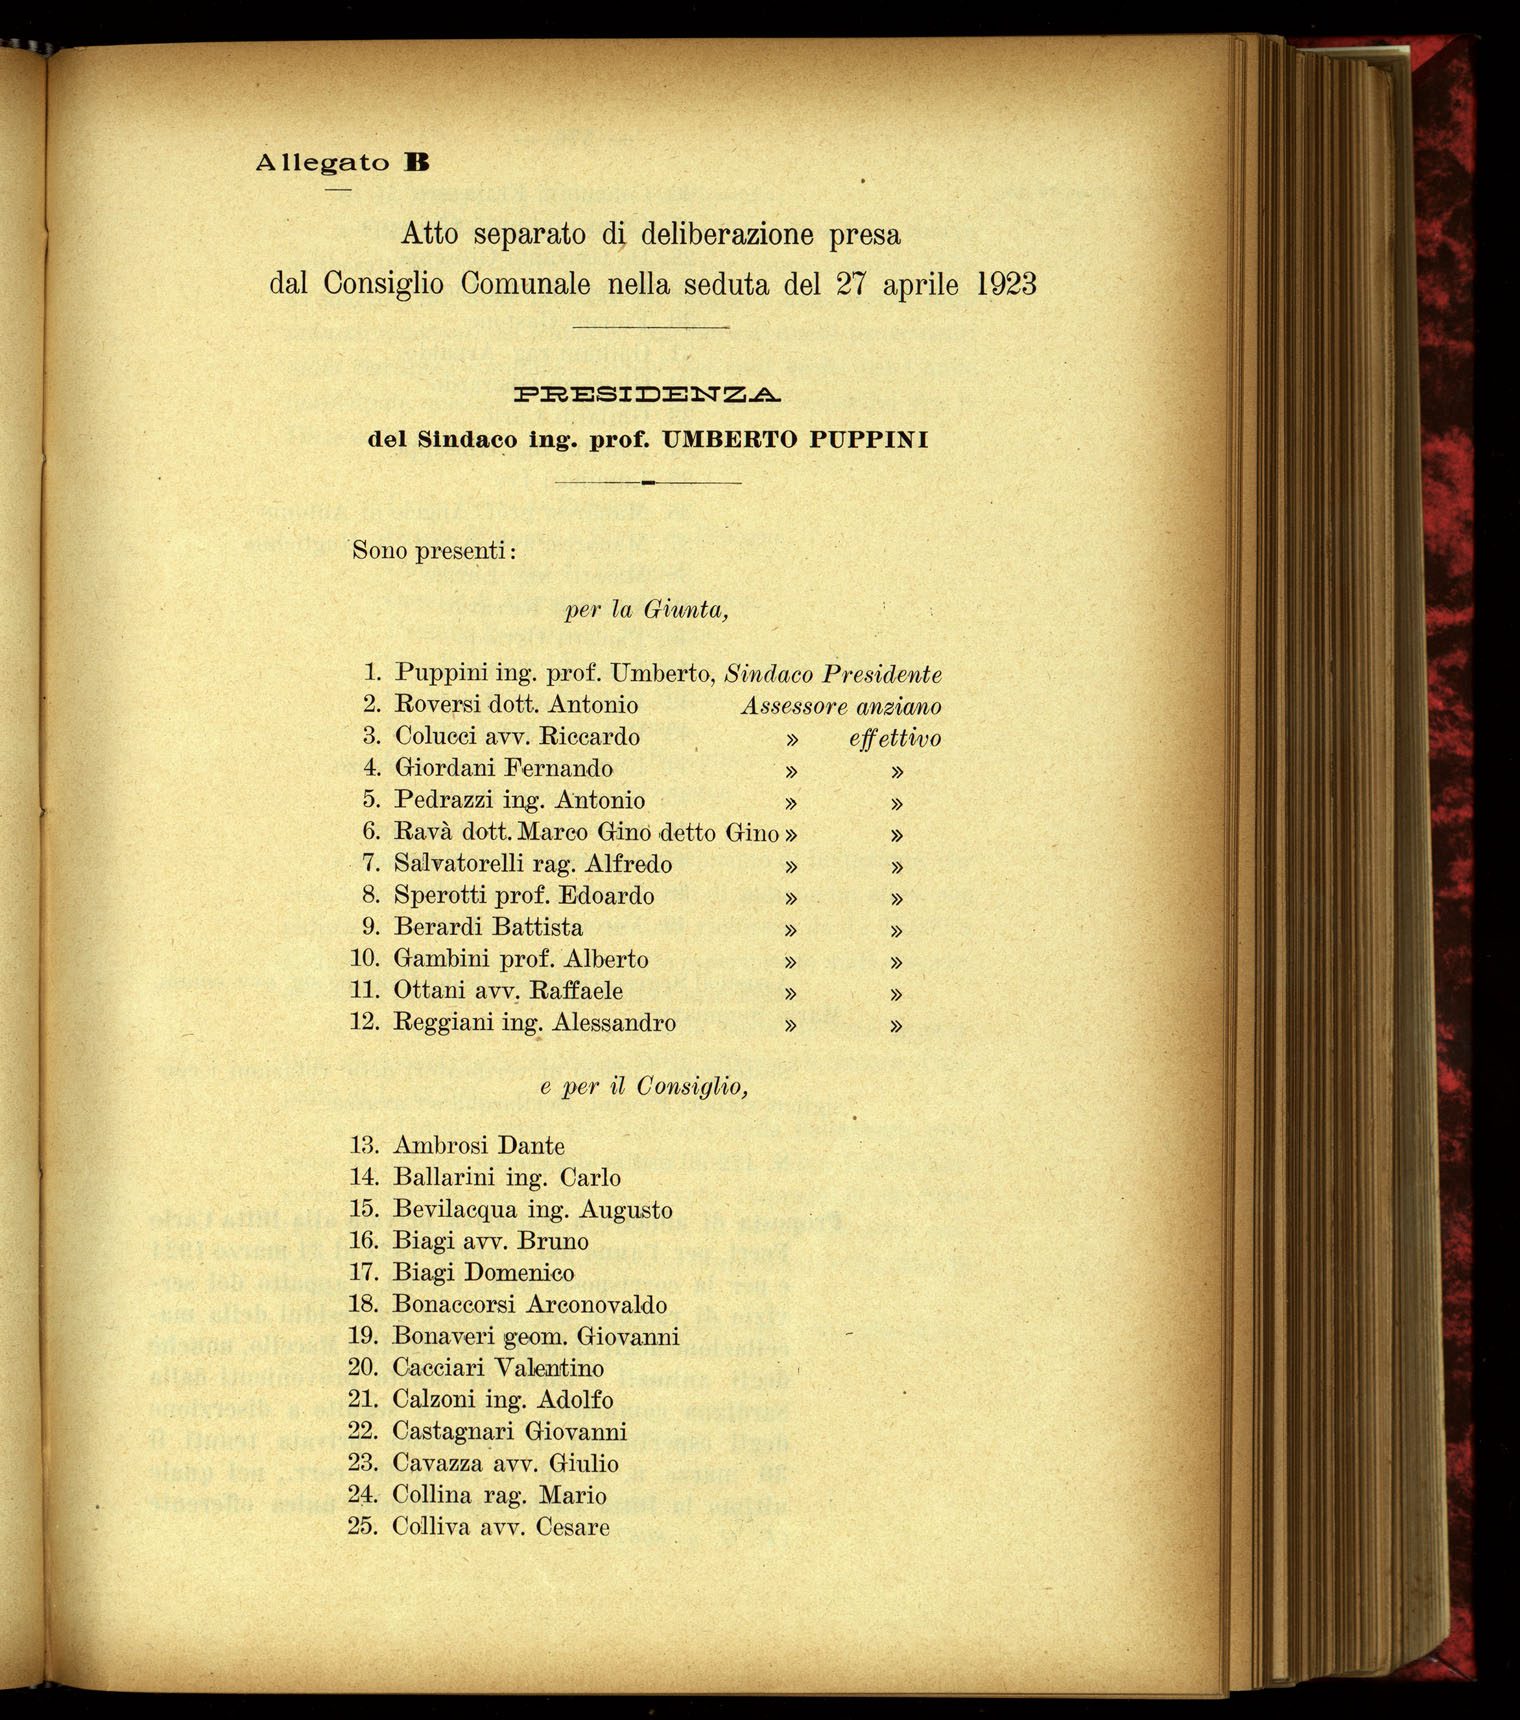 Allegato B
Atto separato di deliberazione presa
dal Consiglio Comunale nella seduta del 27 aprile 1923
PRESIDENZA
del Sindaco ing. prof. UMBERTO PUPPINI
Sono presenti:
per la Giunta,
1. Puppini ing. prof. Umberto, Sindaco Presidente
2. Roversi dott. Antonio Assessore anziano
3. Colucci avv. Riccardo » effettivo
4. Giordani Fernando » »
5. Pedrazzi ing. Antonio » »
6. Ravà dott. Marco Gino detto Gino » »
7. Salvatorelli rag. Alfredo » »
8. Sperotti prof. Edoardo » »
9. Berardi Battista » »
10. Gambini prof. Alberto » »
11. Ottani avv. Raffaele » »
12. Reggiani ing. Alessandro » »
e per il Consiglio,
13. Ambrosi Dante
14. Ballarini ing. Carlo
15. Bevilacqua ing. Augusto
16. Biagi avv. Bruno
17. Biagi Domenico
18. Bonaccorsi Arconovaldo
19. Bonaveri geom. Giovanni
20. Cacciari Valentino
21. Calzoni ing. Adolfo
22. Castagnari Giovanni
23. Cavazza avv. Giulio
24. Collina rag. Mario
25. Colliva avv. Cesare